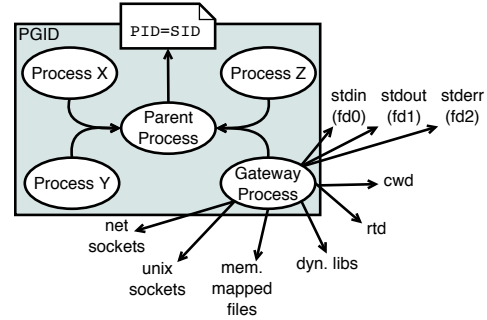 PGID
PID=SID
Process X
Process Z
Parent
Process
Process Y
Gateway
Process
stdin
(fd0)
stdout
(fd1)
stderr
(fd2)
cwd
rtd
dyn. libs
mem.
mapped
files
unix
sockets
net
sockets